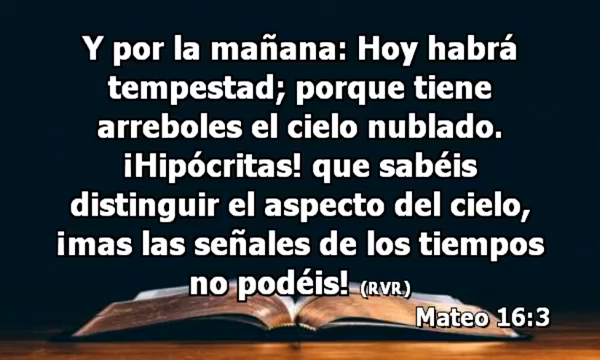 Y por la mañana: Hoy habrá
tempestad; porque tiene
arreboles el cielo nublado.
¡Hipócritas! que sabéis
distinguir el aspecto del cielo,
¡mas las señales de los tiempos
no podéis! (RVR)
Mateo 16:3